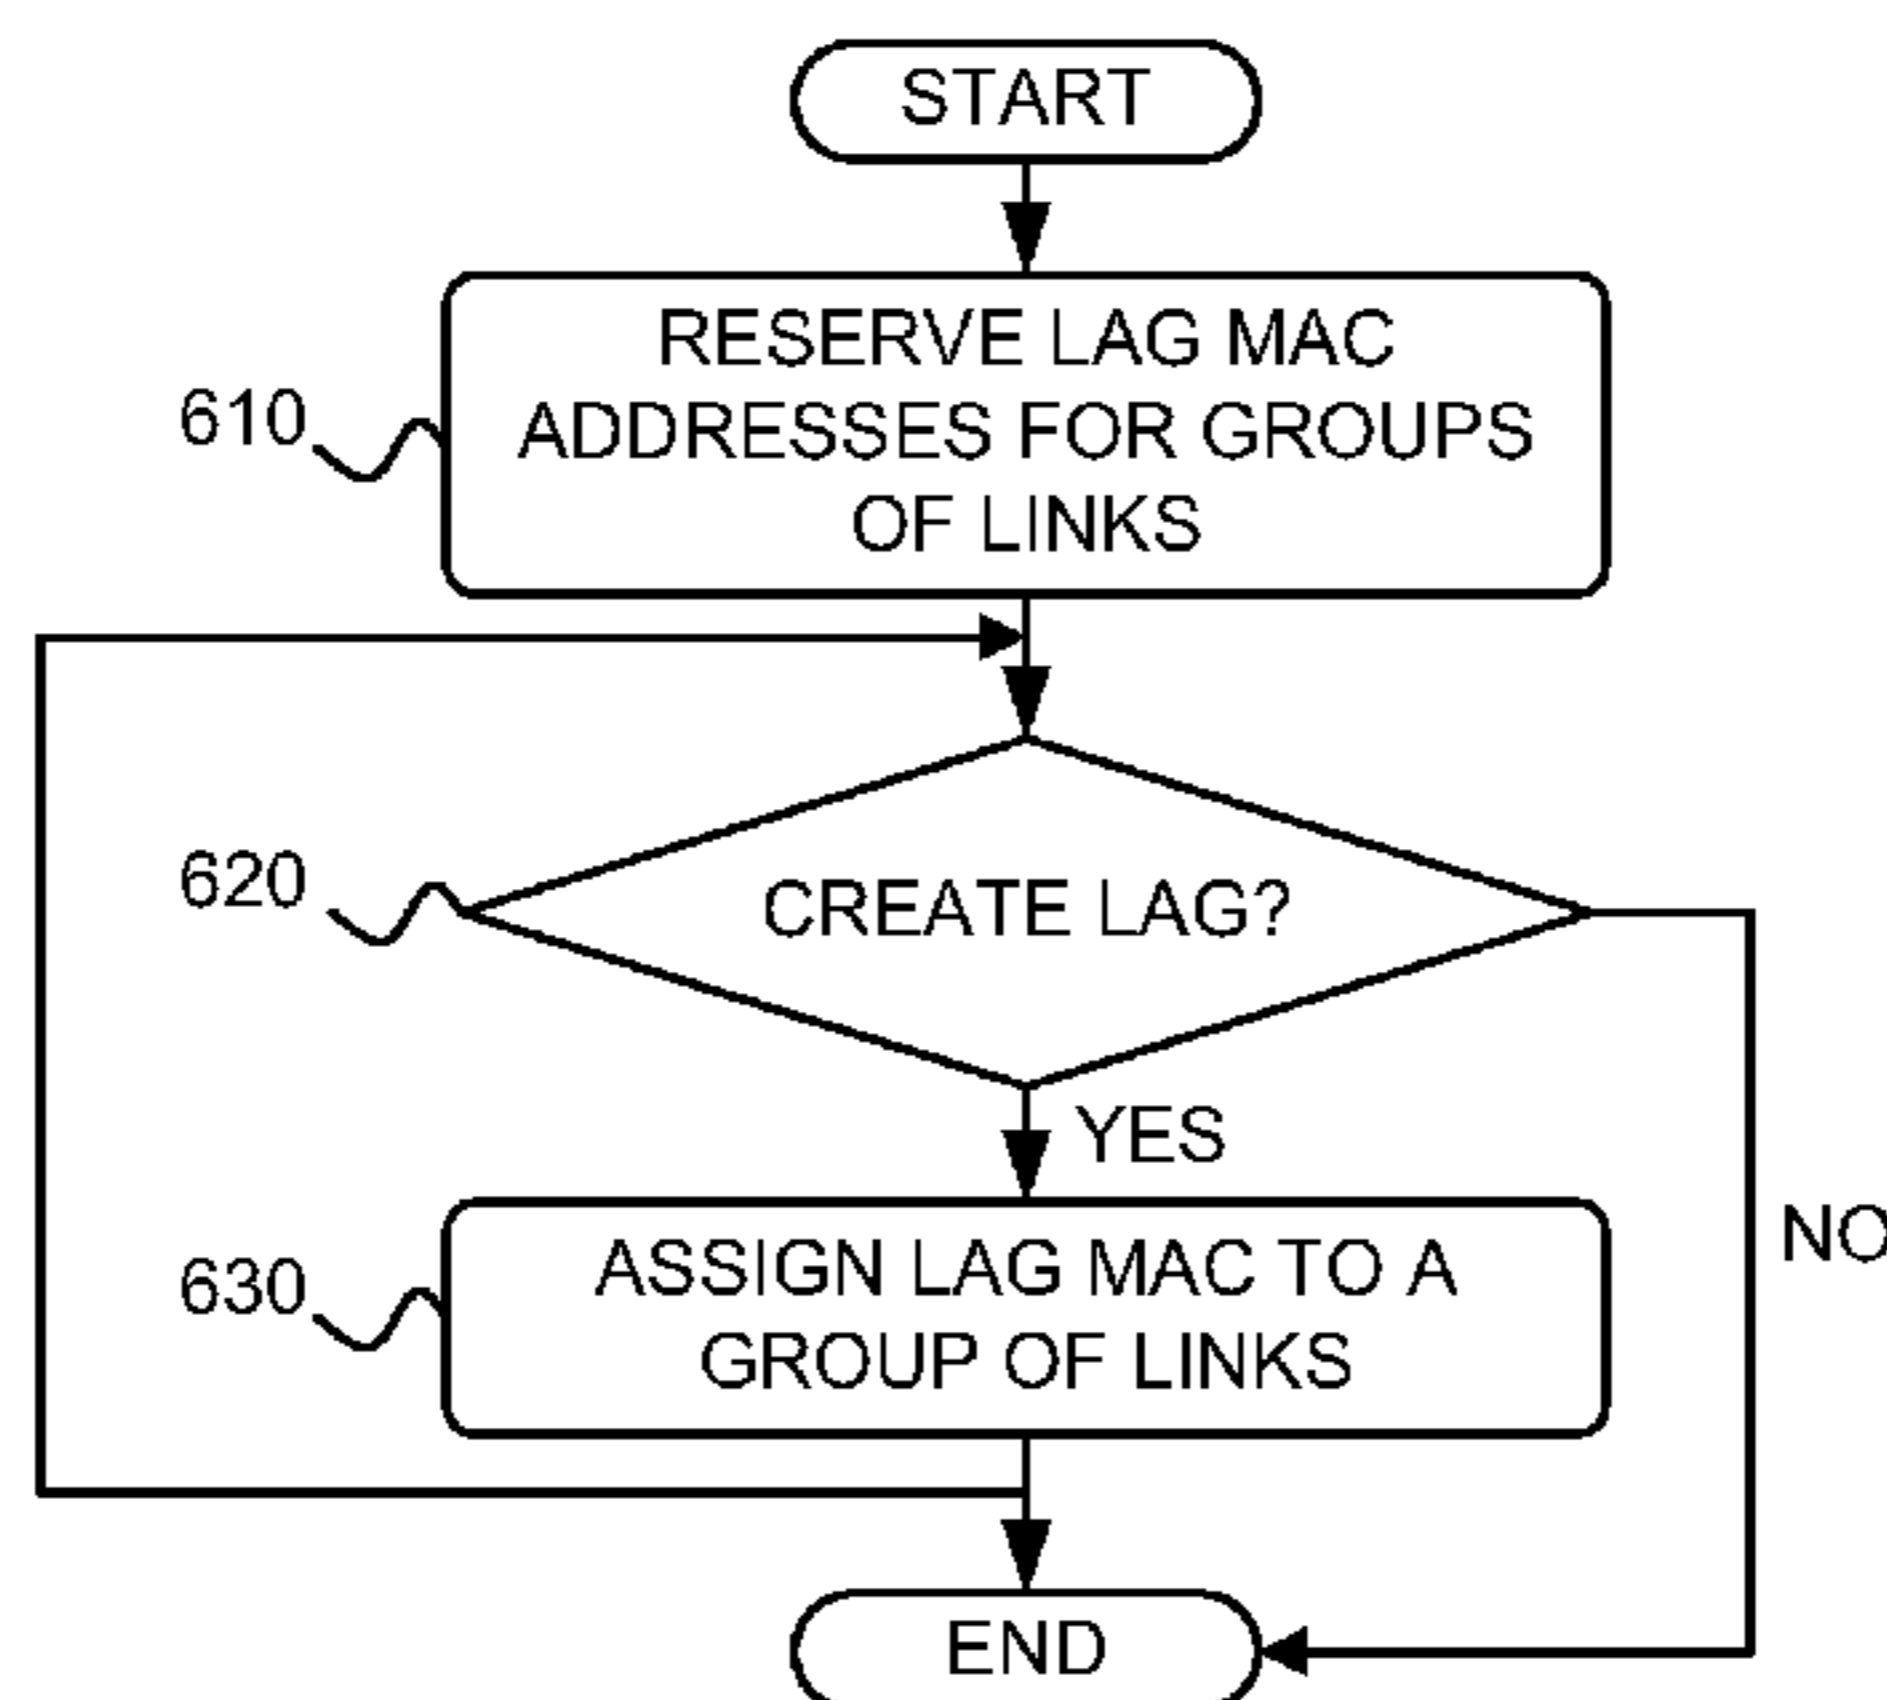 START
RESERVE LAG MAC
ADDRESSES FOR GROUPS
OF LINKS
610
CREATE LAG?
620
YES
NO
ASSIGN LAG MAC TO A
GROUP OF LINKS
630
END